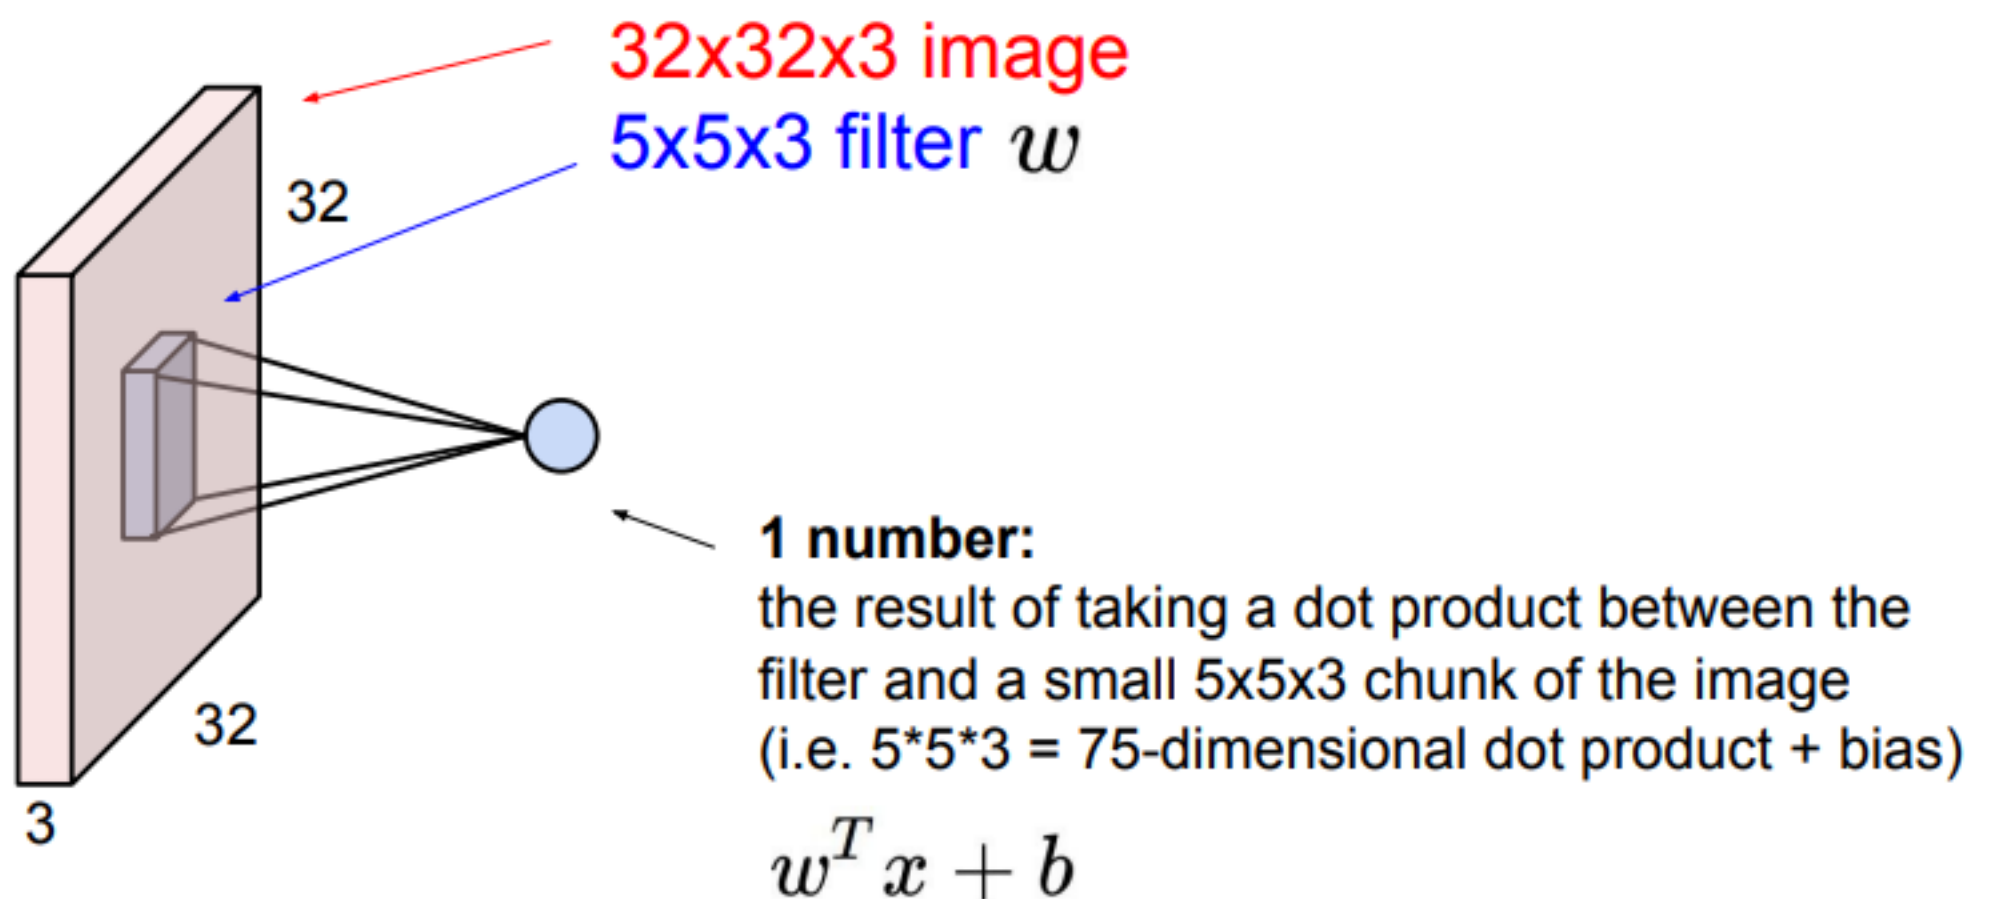 32x32x3 image
5x5x3 filter w
32
32
3
1 number:
the result of taking a dot product between the
filter and a small 5x5x3 chunk of the image
(i.e. 5*5*3 = 75-dimensional dot product + bias)
w^T x + b